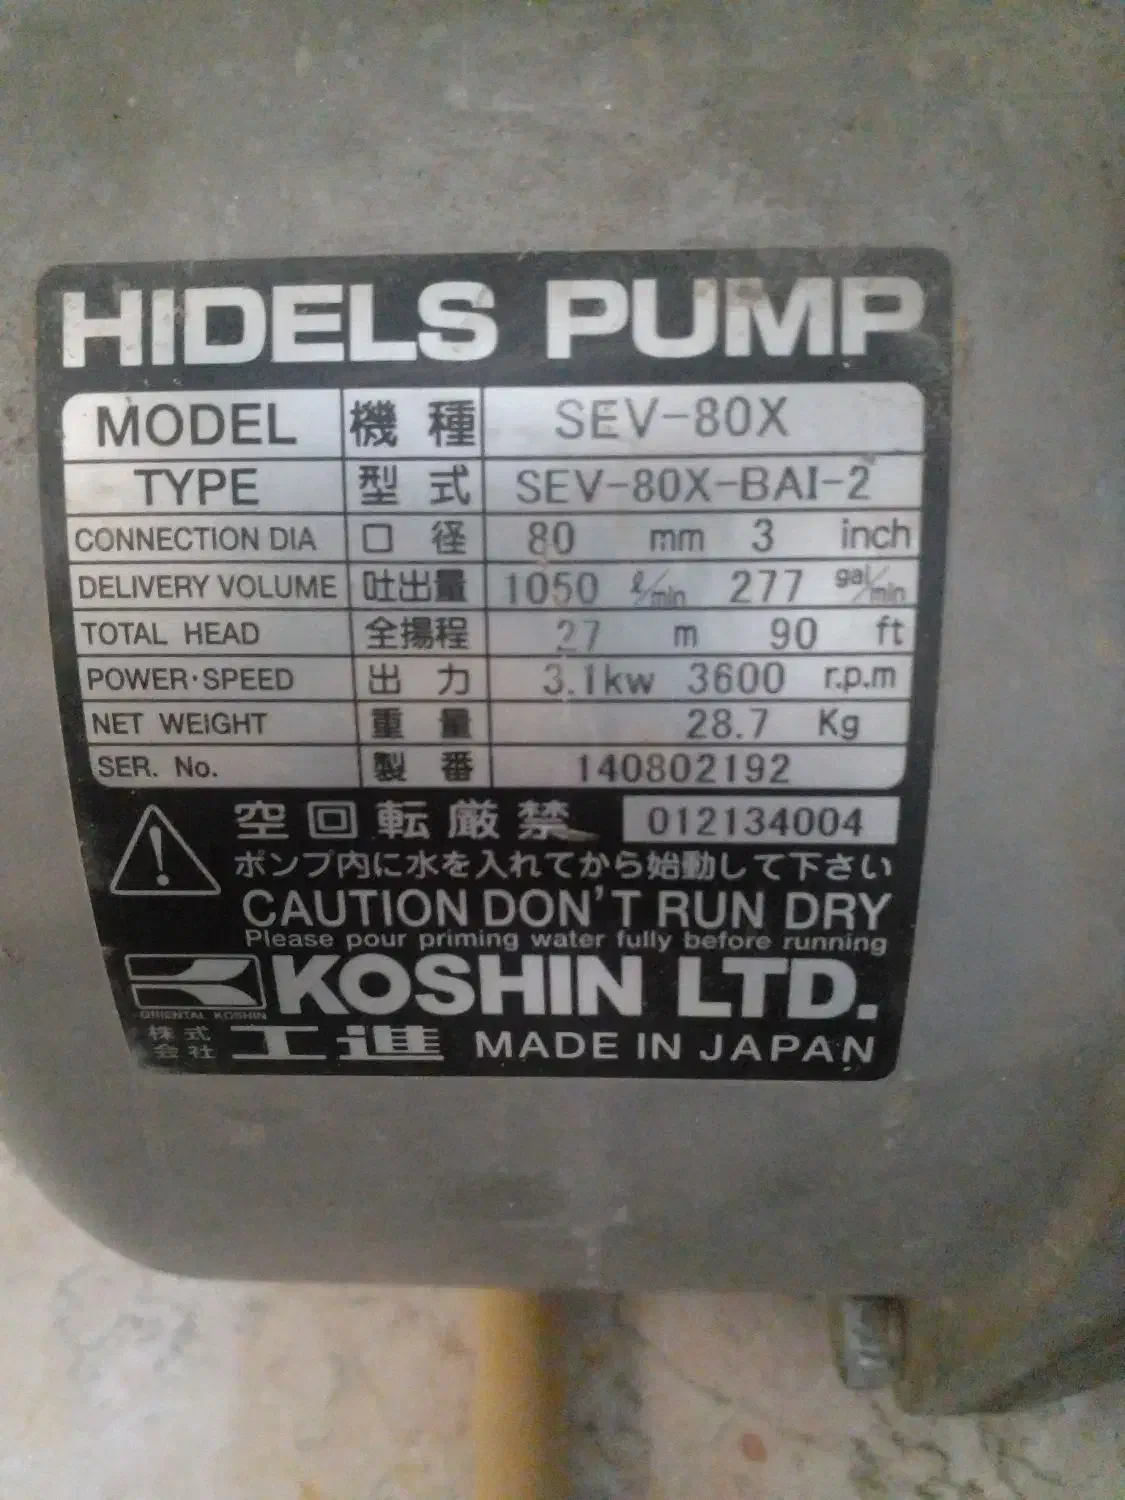 HIDELS PUMP
MODEL 機種 SEV-80X
TYPE 型式 SEV-80X-BAI-2
CONNECTION DIA 口径 80 mm 3 inch
DELIVERY VOLUME 吐出量 1050 ℓ/min 277 gal/min
TOTAL HEAD 全揚程 27 m 90 ft
POWER·SPEED 出力 3.1kw 3600 r.p.m
NET WEIGHT 重量 28.7 Kg
SER. No. 製番 140802192
空回転厳禁 012134004
ポンプ内に水を入れてから始動して下さい
CAUTION DON'T RUN DRY
Please pour priming water fully before running
KOSHIN LTD.
ORIENTAL KOSHIN
株式会社 工進 MADE IN JAPAN